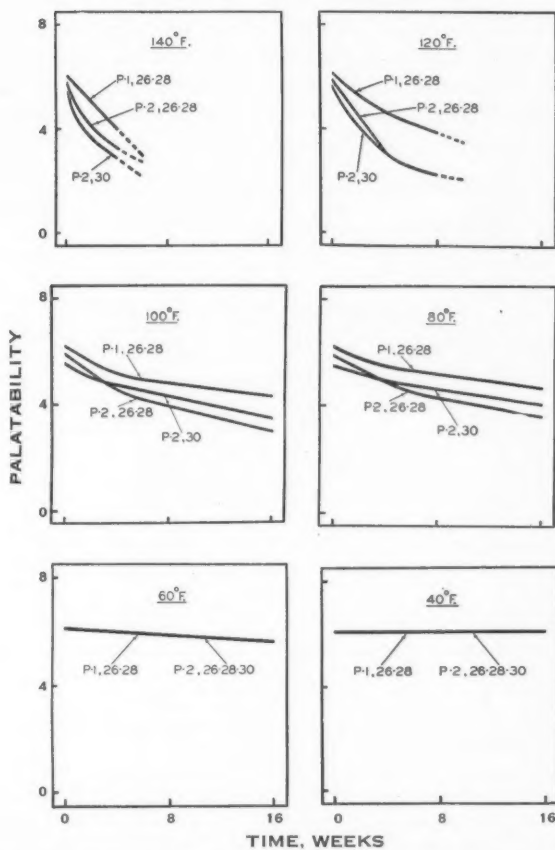 8
4
0
140°F.
P·1,26·28
P·2,26·28
P·2,30
120°F.
P·1,26·28
P·2,26·28
P·2,30
8
4
0
100°F.
P·1,26·28
P·2,26·28
P·2,30
80°F.
P·1,26·28
P·2,26·28
P·2,30
PALATABILITY
8
4
0
60°F.
P·1,26·28
P·2,26·28·30
40°F.
P·1,26·28
P·2,26·28·30
0 8 16
0 8 16
TIME, WEEKS